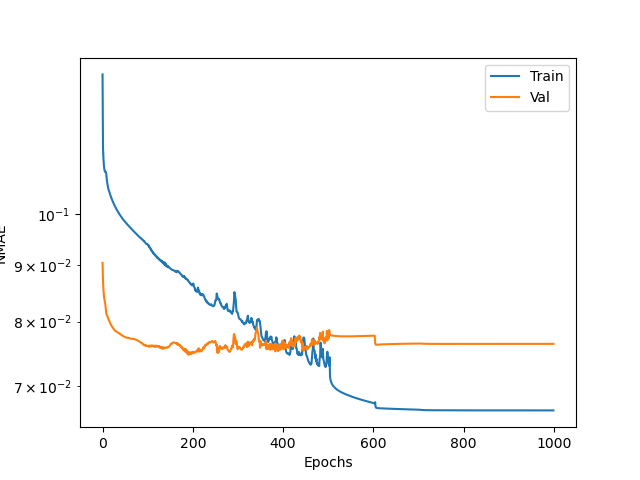 Train
Val
10⁻¹
9 × 10⁻²
8 × 10⁻²
7 × 10⁻²
NMAE
0 200 400 600 800 1000
Epochs